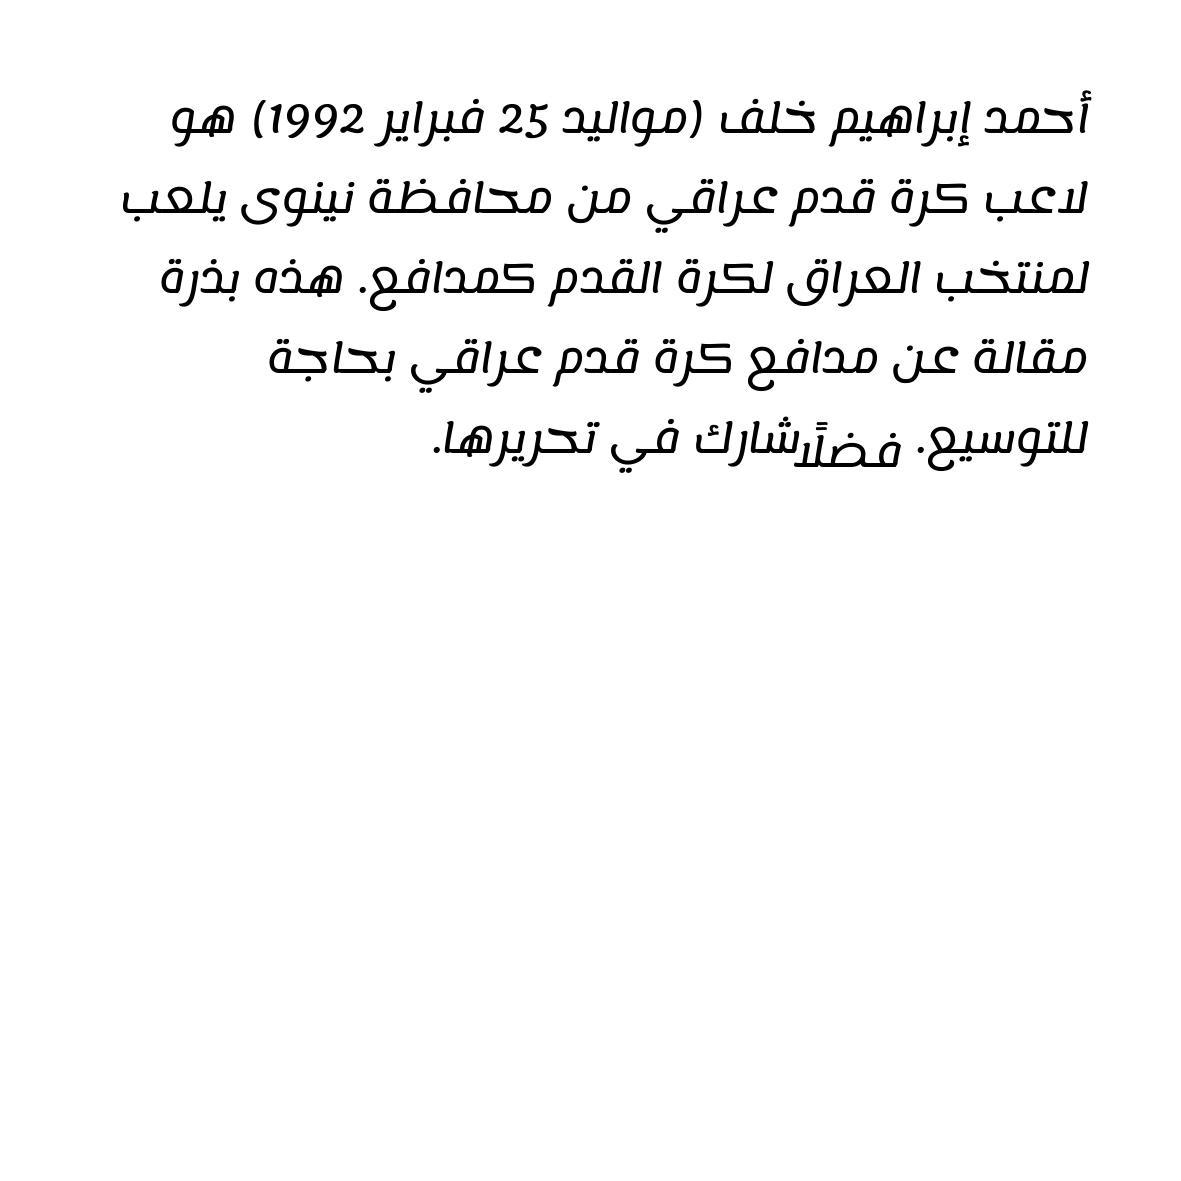 أحمد إبراهيم خلف (مواليد 25 فبراير 1992) هو
لاعب كرة قدم عراقي من محافظة نينوى يلعب
لمنتخب العراق لكرة القدم كمدافع. هذه بذرة
مقالة عن مدافع كرة قدم عراقي بحاجة
للتوسيع. فضلًا شارك في تحريرها.